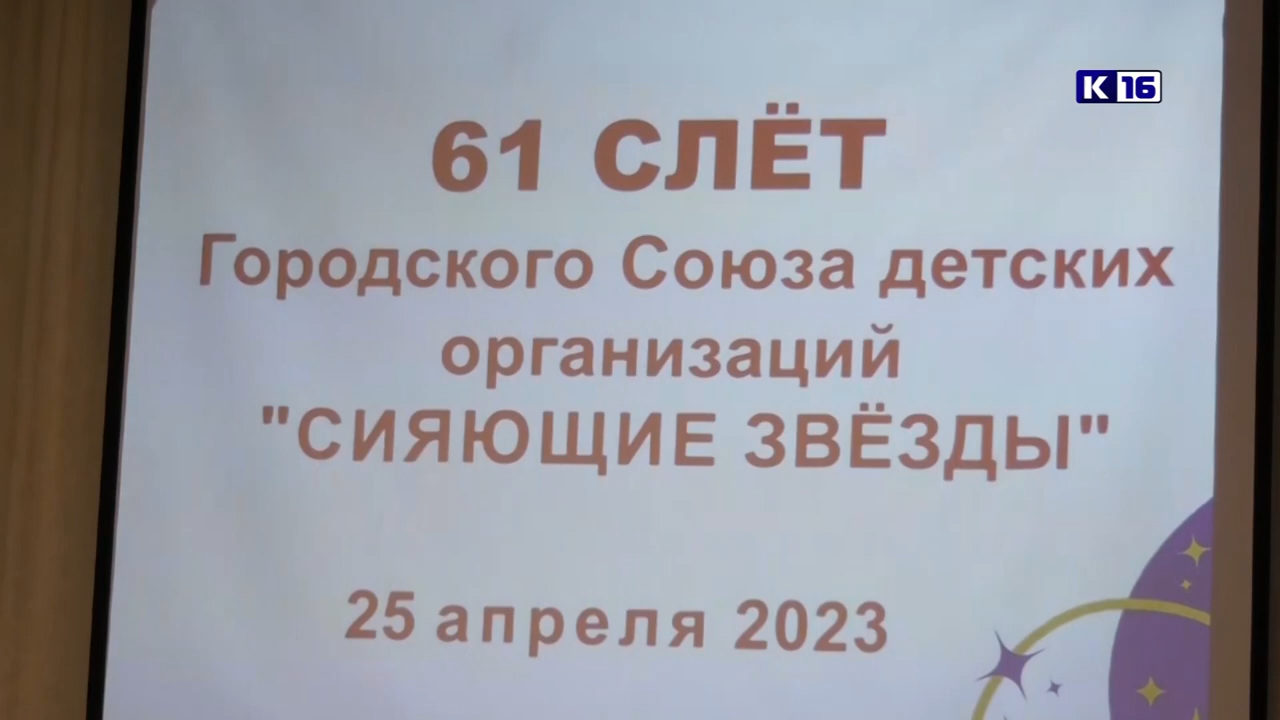 К 16
61 СЛЁТ
Городского Союза детских
организаций
"СИЯЮЩИЕ ЗВЁЗДЫ"
25 апреля 2023